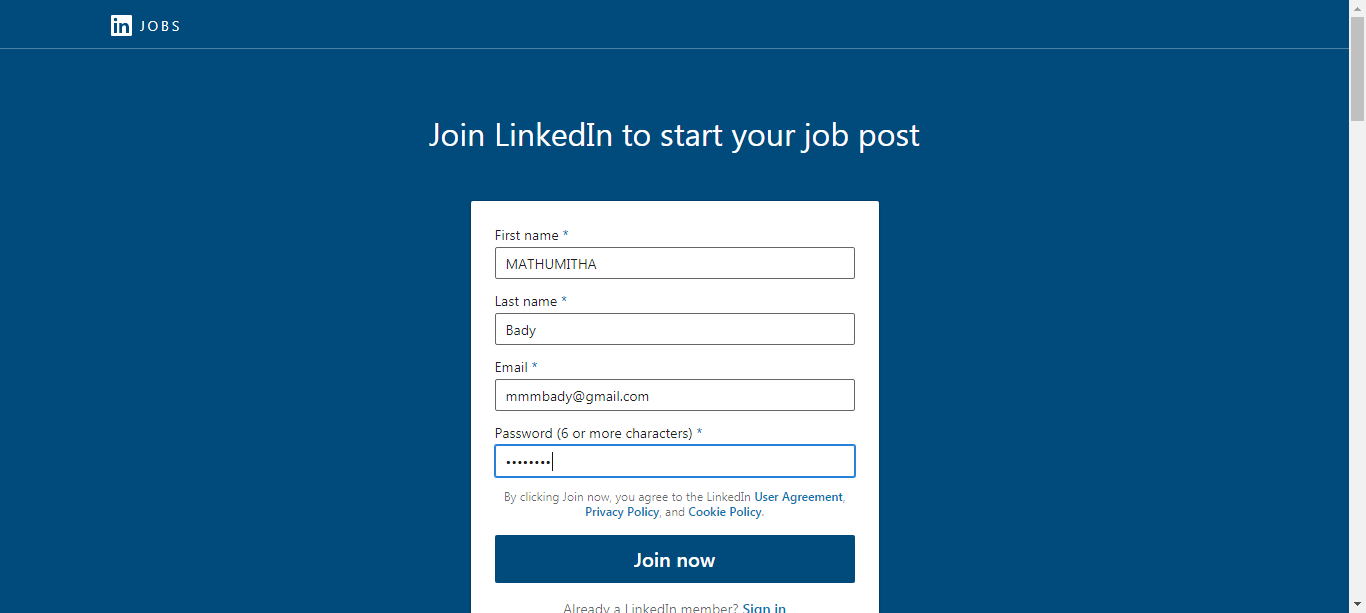 in JOBS
Join LinkedIn to start your job post
First name *
MATHUMITHA
Last name *
Bady
Email *
mmmbady@gmail.com
Password (6 or more characters) *
••••••••
By clicking Join now, you agree to the LinkedIn User Agreement,
Privacy Policy, and Cookie Policy.
Join now
Already a LinkedIn member? Sign in